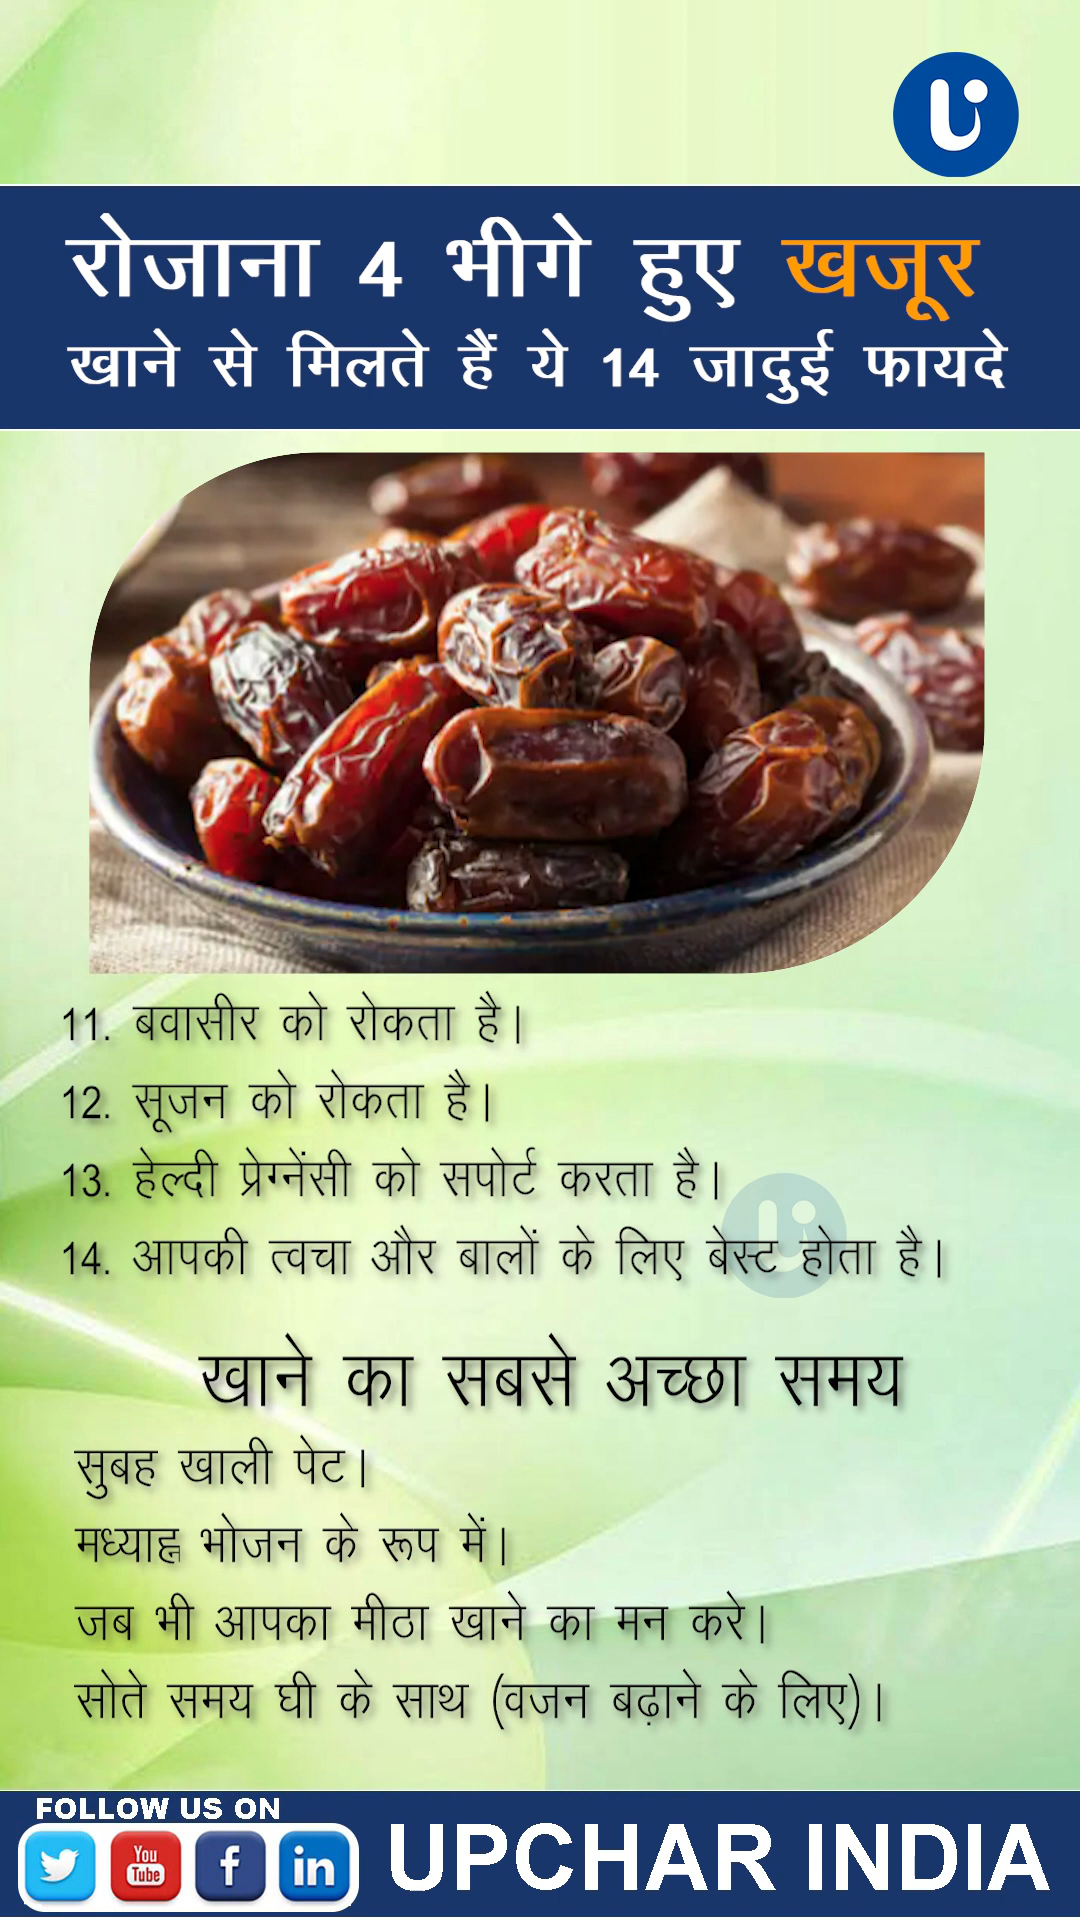 रोजाना 4 भीगे हुए खजूर
खाने से मिलते हैं ये 14 जादुई फायदे
11. बवासीर को रोकता है।
12. सूजन को रोकता है।
13. हेल्दी प्रेग्नेंसी को सपोर्ट करता है।
14. आपकी त्वचा और बालों के लिए बेस्ट होता है।
खाने का सबसे अच्छा समय
सुबह खाली पेट।
मध्याह्न भोजन के रूप में।
जब भी आपका मीठा खाने का मन करे।
सोते समय घी के साथ (वजन बढ़ाने के लिए)।
FOLLOW US ON
You Tube
f in
UPCHAR INDIA